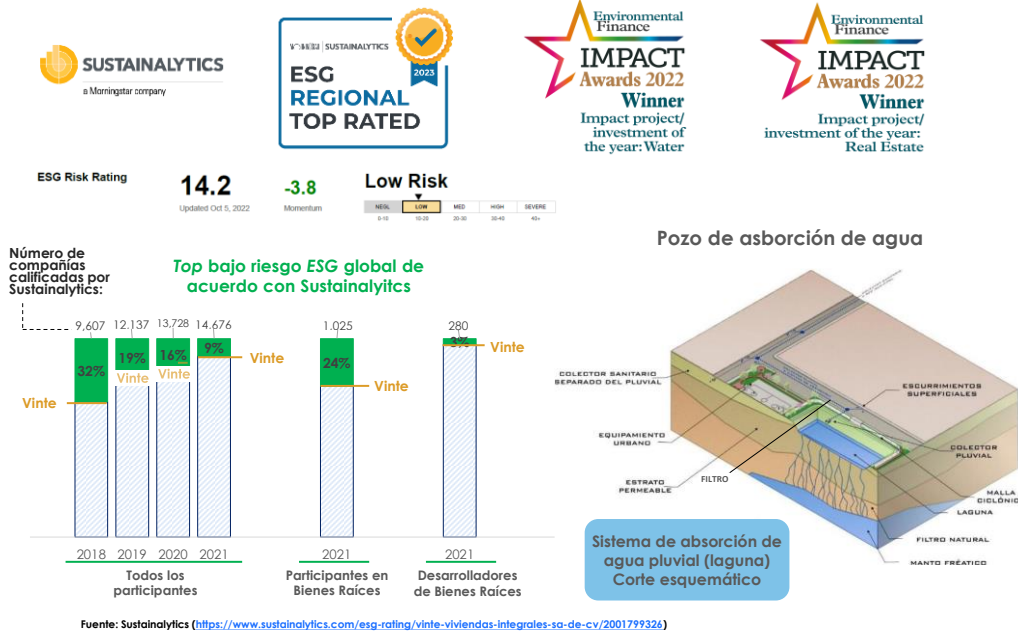 SUSTAINALYTICS
a Morningstar company
SUSTAINALYTICS
ESG
REGIONAL
TOP RATED
2023
Environmental
Finance
IMPACT
Awards 2022
Winner
Impact project/
investment of
the year: Water
Environmental
Finance
IMPACT
Awards 2022
Winner
Impact project/
investment of the year:
Real Estate
ESG Risk Rating
14.2
Updated Oct 5, 2022
-3.8
Momentum
Low Risk
NEGL LOW MED HIGH SEVERE
0-10 10-20 20-30 30-40 40+
Número de
compañías
calificadas por
Sustainalytics:
Top bajo riesgo ESG global de
acuerdo con Sustainalyitcs
9,607 12.137 13,728 14.676 1.025 280
32% 19% 16% 9% 24% 3%
Vinte Vinte Vinte Vinte Vinte Vinte
2018 2019 2020 2021 2021 2021
Todos los
participantes
Participantes en
Bienes Raíces
Desarrolladores
de Bienes Raíces
Pozo de asborción de agua
COLECTOR SANITARIO
SEPARADO DEL PLUVIAL
ESCURRIMIENTOS
SUPERFICIALES
EQUIPAMIENTO
URBANO
COLECTOR
PLUVIAL
FILTRO
ESTRATO
PERMEABLE
MALLA
CICLÓNIC
LAGUNA
FILTRO NATURAL
MANTO FRÉATICO
Sistema de absorción de
agua pluvial (laguna)
Corte esquemático
Fuente: Sustainalytics (https://www.sustainalytics.com/esg-rating/vinte-viviendas-integrales-sa-de-cv/2001799326)